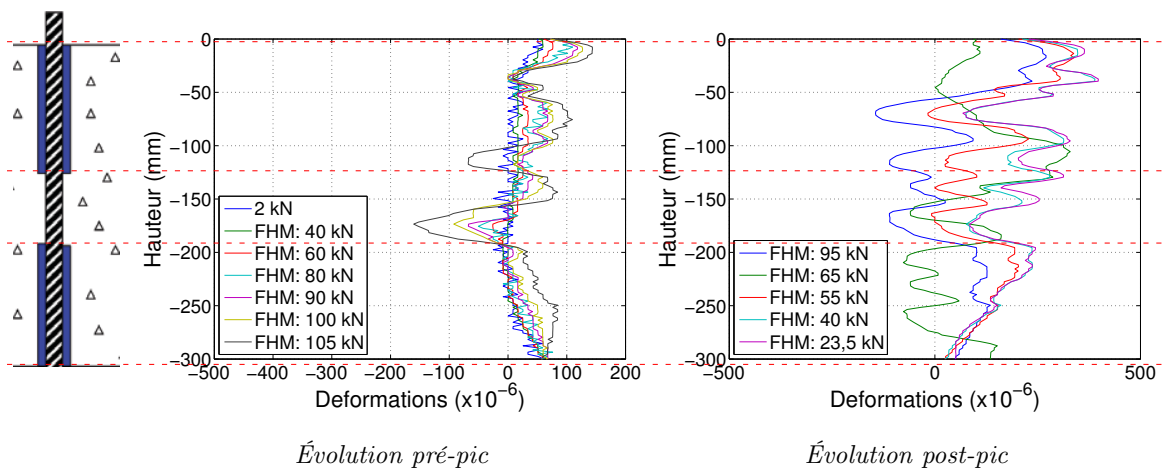 0
−50
−100
−150
−200
−250
−300
Hauteur (mm)
2 kN
FHM: 40 kN
FHM: 60 kN
FHM: 80 kN
FHM: 90 kN
FHM: 100 kN
FHM: 105 kN
−500 −400 −300 −200 −100 0 100 200
Deformations (x10⁻⁶)
Évolution pré-pic
0
−50
−100
−150
−200
−250
−300
Hauteur (mm)
FHM: 95 kN
FHM: 65 kN
FHM: 55 kN
FHM: 40 kN
FHM: 23,5 kN
−500 0 500
Deformations (x10⁻⁶)
Évolution post-pic